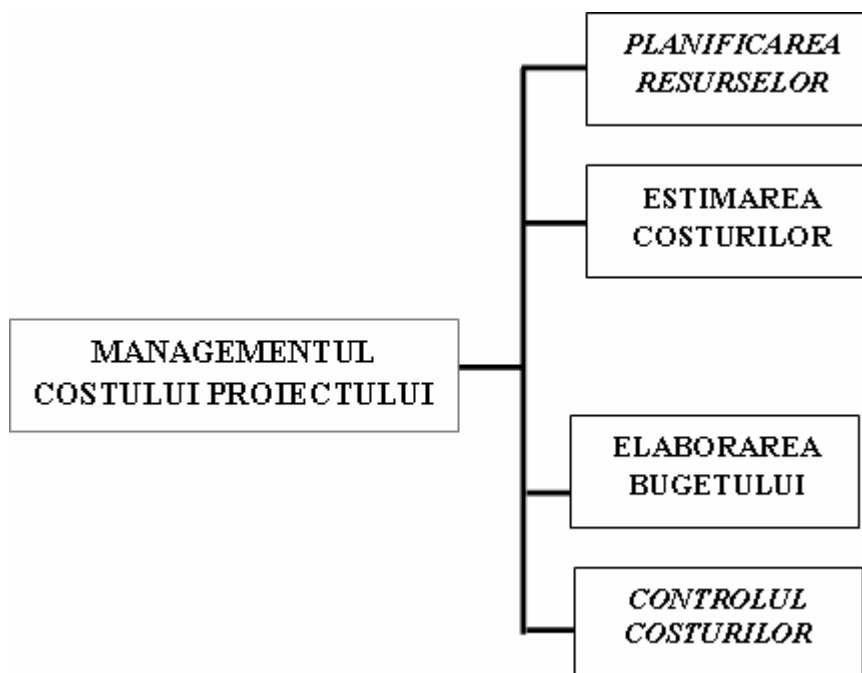 PLANIFICAREA
RESURSELOR
ESTIMAREA
COSTURILOR
MANAGEMENTUL
COSTULUI PROIECTULUI
ELABORAREA
BUGETULUI
CONTROLUL
COSTURILOR